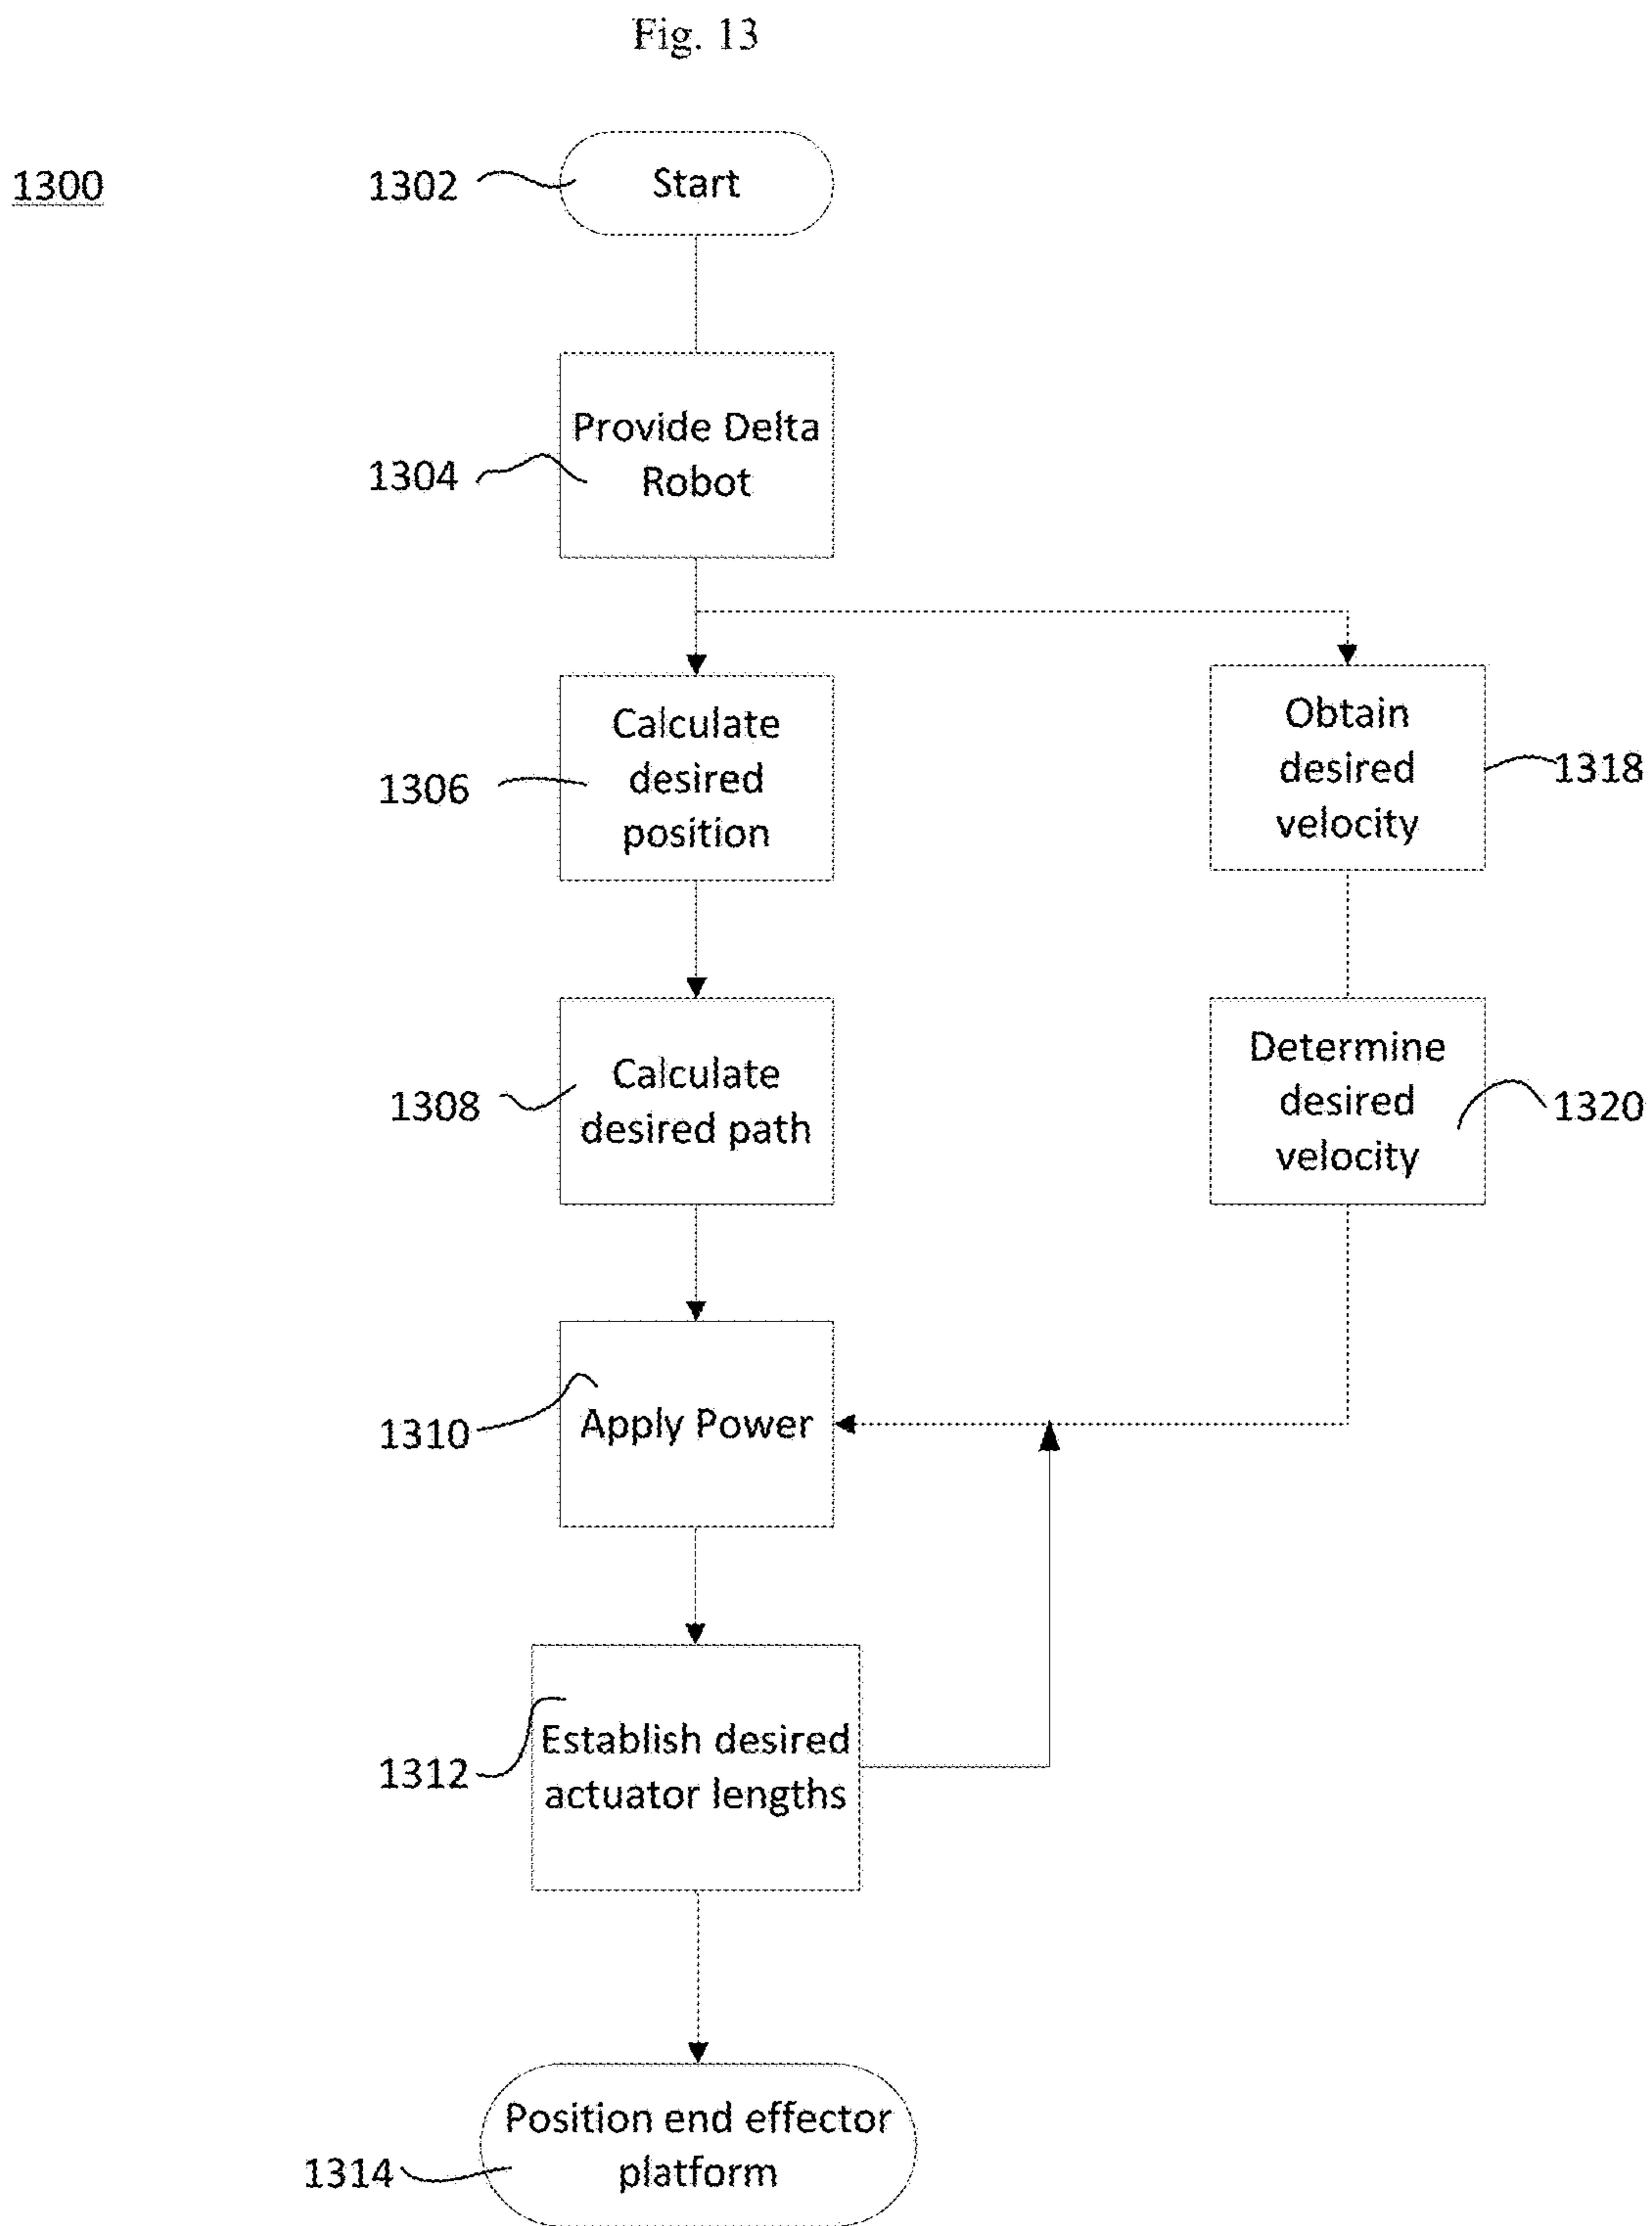 Fig. 13
1300
1302
Start
Provide Delta
Robot
1304
Calculate
desired
position
1306
Obtain
desired
velocity
1318
Calculate
desired path
1308
Determine
desired
velocity
1320
Apply Power
1310
Establish desired
actuator lengths
1312
Position end effector
platform
1314